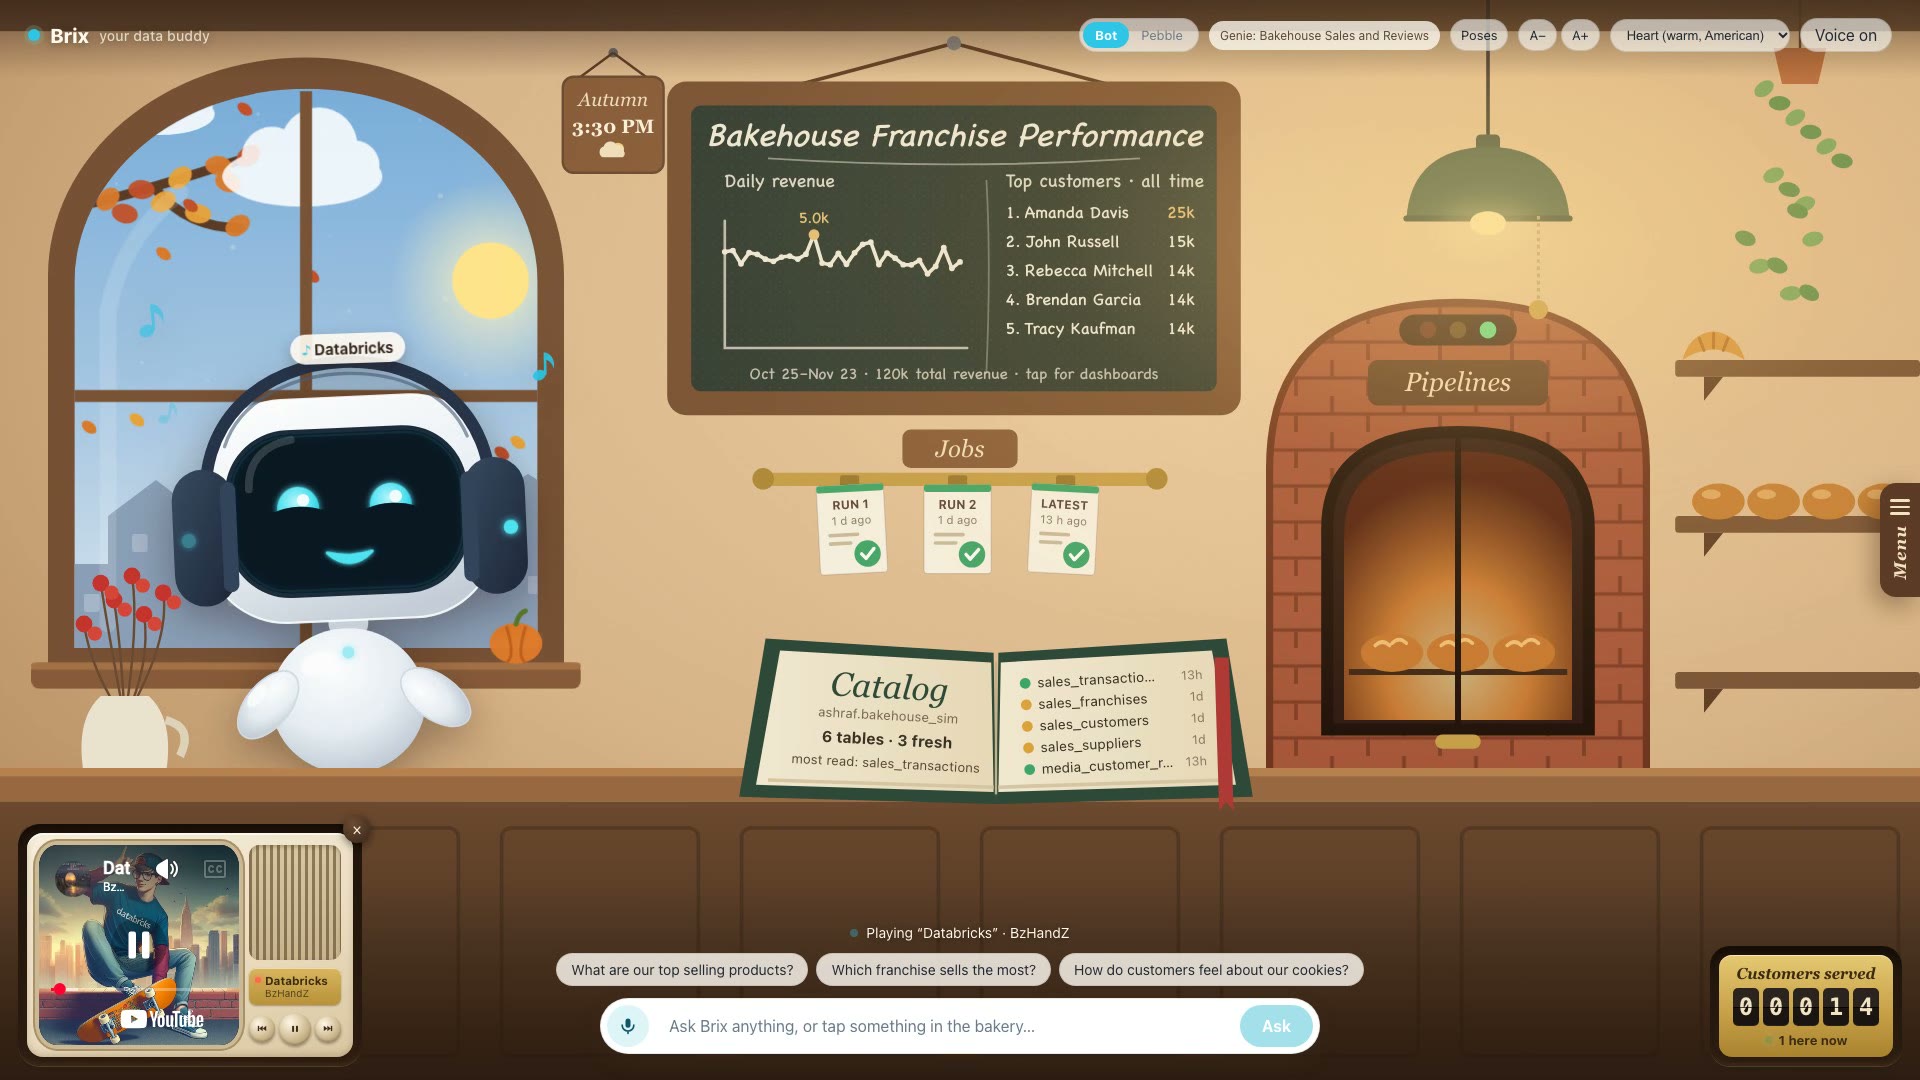 Brix your data buddy
Bot Pebble
Genie: Bakehouse Sales and Reviews
Poses
A−
A+
Heart (warm, American)
Voice on
Autumn
3:30 PM
Bakehouse Franchise Performance
Daily revenue
5.0k
Top customers · all time
1. Amanda Davis 25k
2. John Russell 15k
3. Rebecca Mitchell 14k
4. Brendan Garcia 14k
5. Tracy Kaufman 14k
Oct 25–Nov 23 · 120k total revenue · tap for dashboards
♪ Databricks
Pipelines
Jobs
RUN 1
1 d ago
RUN 2
1 d ago
LATEST
13 h ago
Menu
Catalog
ashraf.bakehouse_sim
6 tables · 3 fresh
most read: sales_transactions
sales_transactio... 13h
sales_franchises 1d
sales_customers 1d
sales_suppliers 1d
media_customer_r... 13h
×
Dat
Bz...
CC
databricks
YouTube
Databricks
BzHandZ
Playing “Databricks” · BzHandZ
What are our top selling products?
Which franchise sells the most?
How do customers feel about our cookies?
Ask Brix anything, or tap something in the bakery...
Ask
Customers served
00014
1 here now